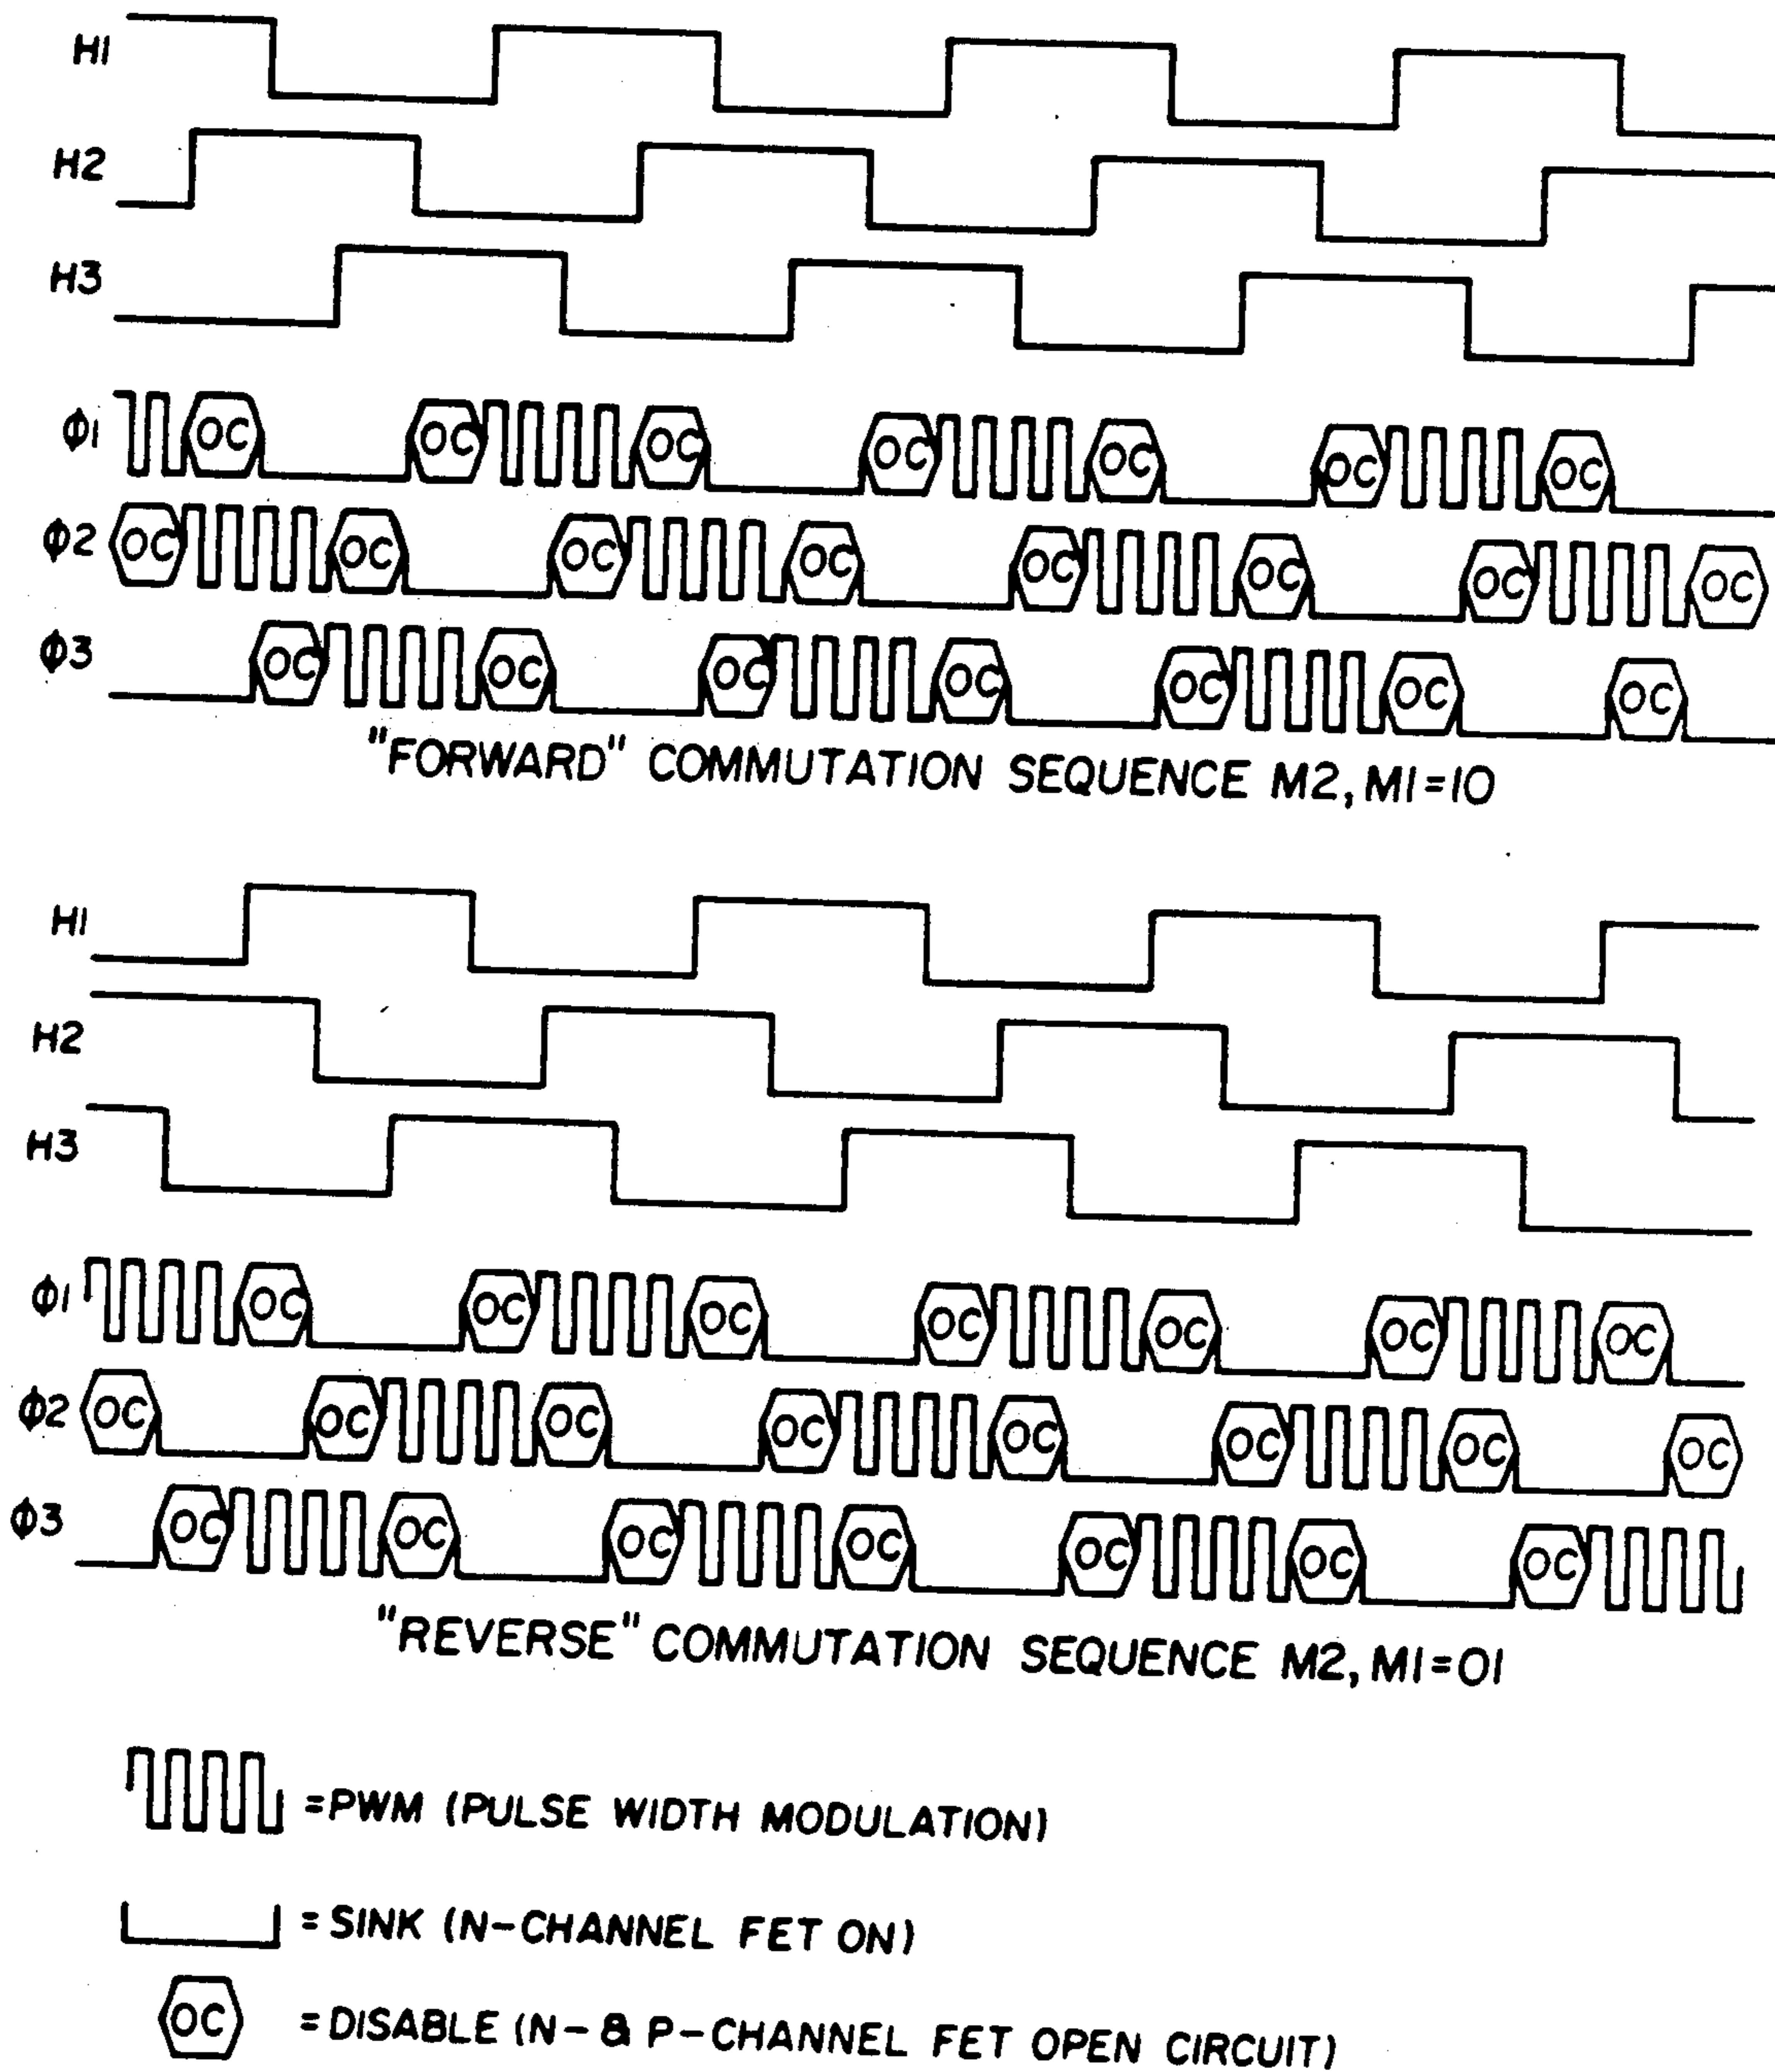 H1
H2
H3
Φ1 OC OC OC OC OC OC OC
Φ2 OC OC OC OC OC OC OC OC
Φ3 OC OC OC OC OC OC OC
"FORWARD" COMMUTATION SEQUENCE M2, M1=10
H1
H2
H3
Φ1 OC OC OC OC OC OC OC
Φ2 OC OC OC OC OC OC OC OC
Φ3 OC OC OC OC OC OC OC
"REVERSE" COMMUTATION SEQUENCE M2, M1=01
=PWM (PULSE WIDTH MODULATION)
=SINK (N-CHANNEL FET ON)
OC =DISABLE (N- & P-CHANNEL FET OPEN CIRCUIT)